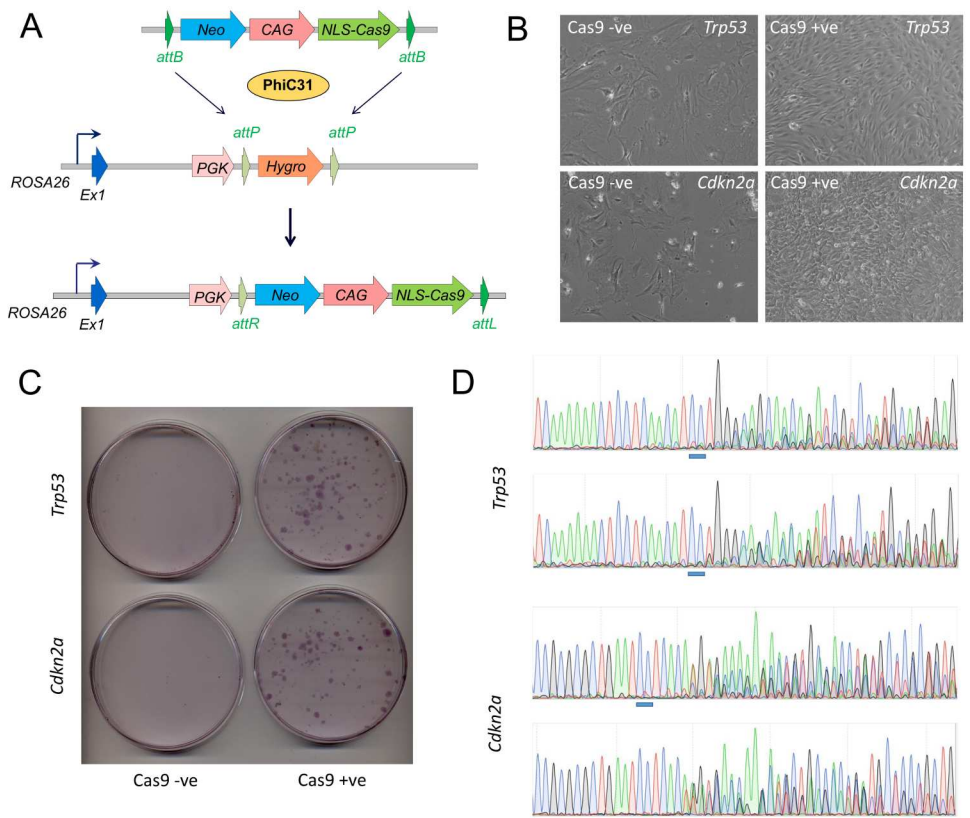 A
Neo CAG NLS-Cas9
attB attB
PhiC31
attP attP
PGK Hygro
ROSA26
Ex1
PGK Neo CAG NLS-Cas9
ROSA26
Ex1
attR attL
B
Cas9 -ve Trp53
Cas9 +ve Trp53
Cas9 -ve Cdkn2a
Cas9 +ve Cdkn2a
C
Trp53
Cdkn2a
Cas9 -ve Cas9 +ve
D
Trp53
Cdkn2a